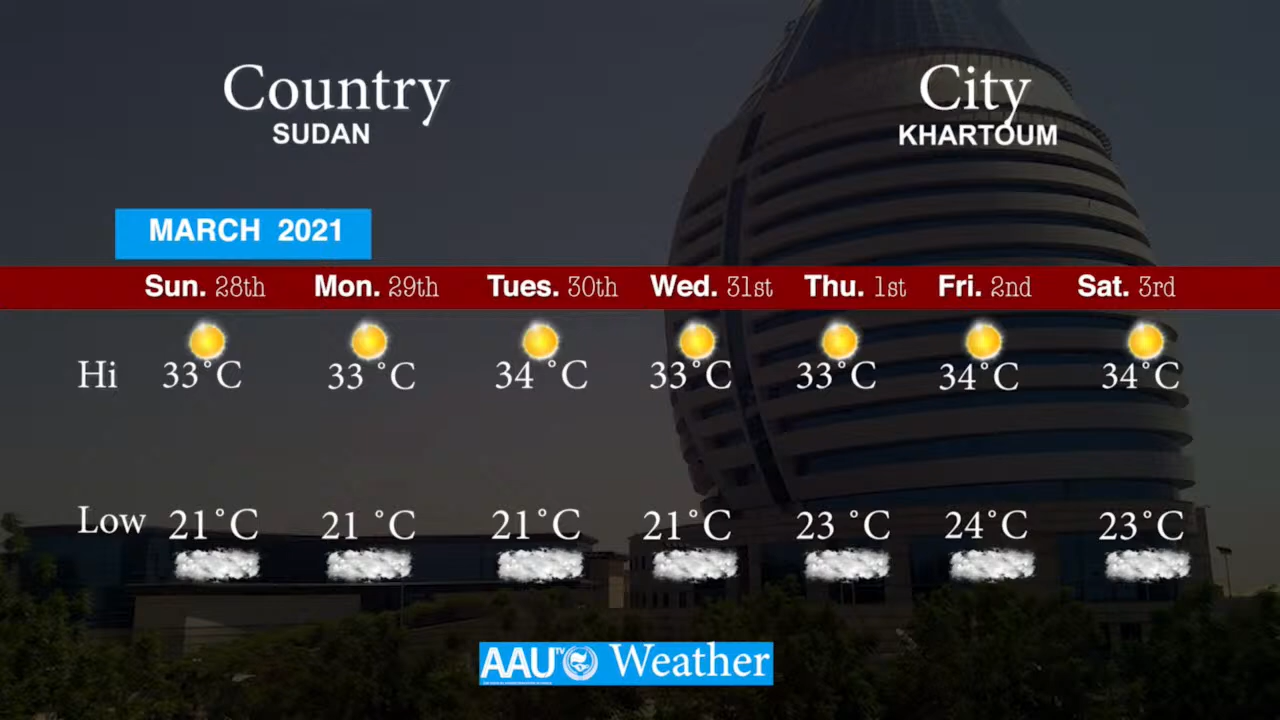 Country
SUDAN
City
KHARTOUM
MARCH 2021
Sun. 28th Mon. 29th Tues. 30th Wed. 31st Thu. 1st Fri. 2nd Sat. 3rd
Hi 33°C 33 °C 34 °C 33°C 33°C 34°C 34°C
Low 21°C 21 °C 21°C 21°C 23 °C 24°C 23°C
AAU TV Weather